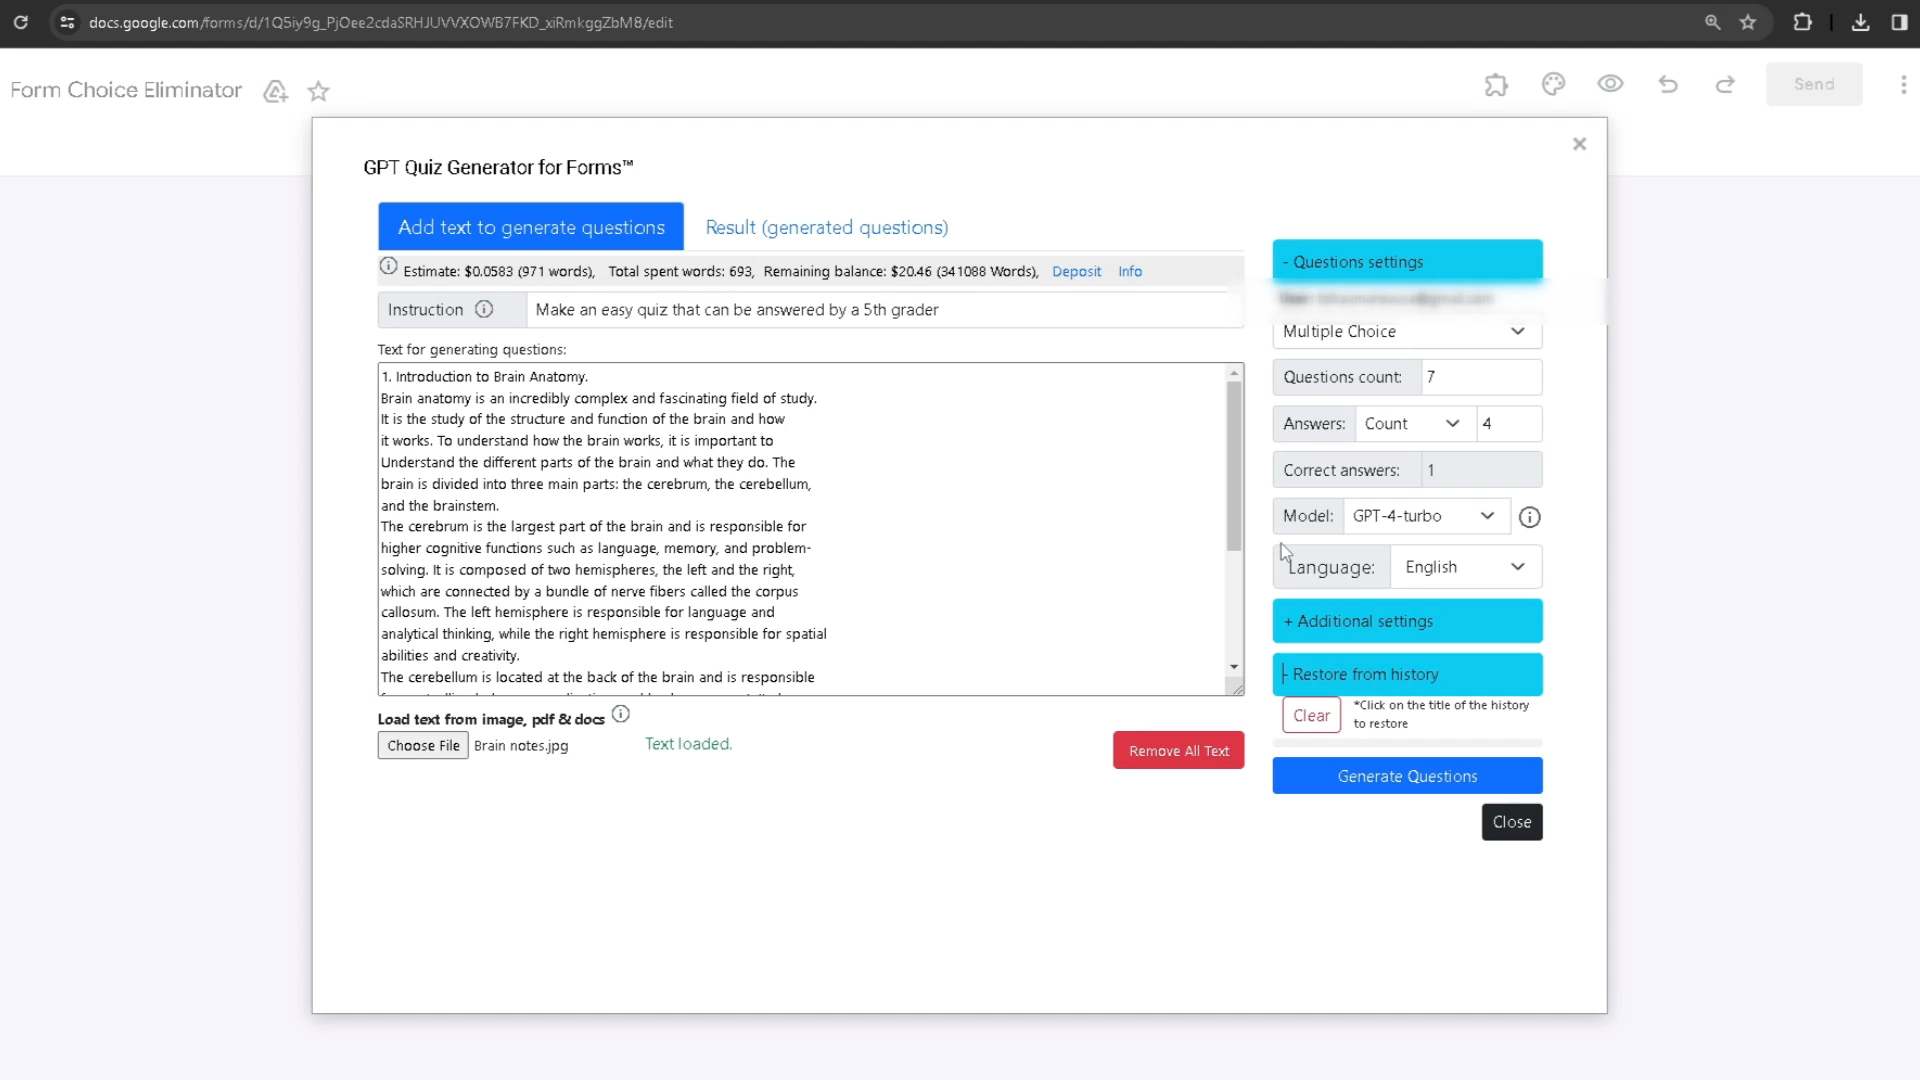 docs.google.com/forms/d/1Q5iy9g_PjOee2cdaSRHJUVVXOWB7FKD_xiRmkggZbM8/edit
Form Choice Eliminator
Send
GPT Quiz Generator for Forms™
Add text to generate questions
Result (generated questions)
Estimate: $0.0583 (971 words), Total spent words: 693, Remaining balance: $20.46 (341088 Words), Deposit Info
Instruction
Make an easy quiz that can be answered by a 5th grader
Text for generating questions:
1. Introduction to Brain Anatomy.
Brain anatomy is an incredibly complex and fascinating field of study.
It is the study of the structure and function of the brain and how
it works. To understand how the brain works, it is important to
Understand the different parts of the brain and what they do. The
brain is divided into three main parts: the cerebrum, the cerebellum,
and the brainstem.
The cerebrum is the largest part of the brain and is responsible for
higher cognitive functions such as language, memory, and problem-
solving. It is composed of two hemispheres, the left and the right,
which are connected by a bundle of nerve fibers called the corpus
callosum. The left hemisphere is responsible for language and
analytical thinking, while the right hemisphere is responsible for spatial
abilities and creativity.
The cerebellum is located at the back of the brain and is responsible
Load text from image, pdf & docs
Choose File Brain notes.jpg
Text loaded.
Remove All Text
- Questions settings
Multiple Choice
Questions count: 7
Answers: Count 4
Correct answers: 1
Model: GPT-4-turbo
Language: English
+ Additional settings
- Restore from history
Clear
*Click on the title of the history
to restore
Generate Questions
Close